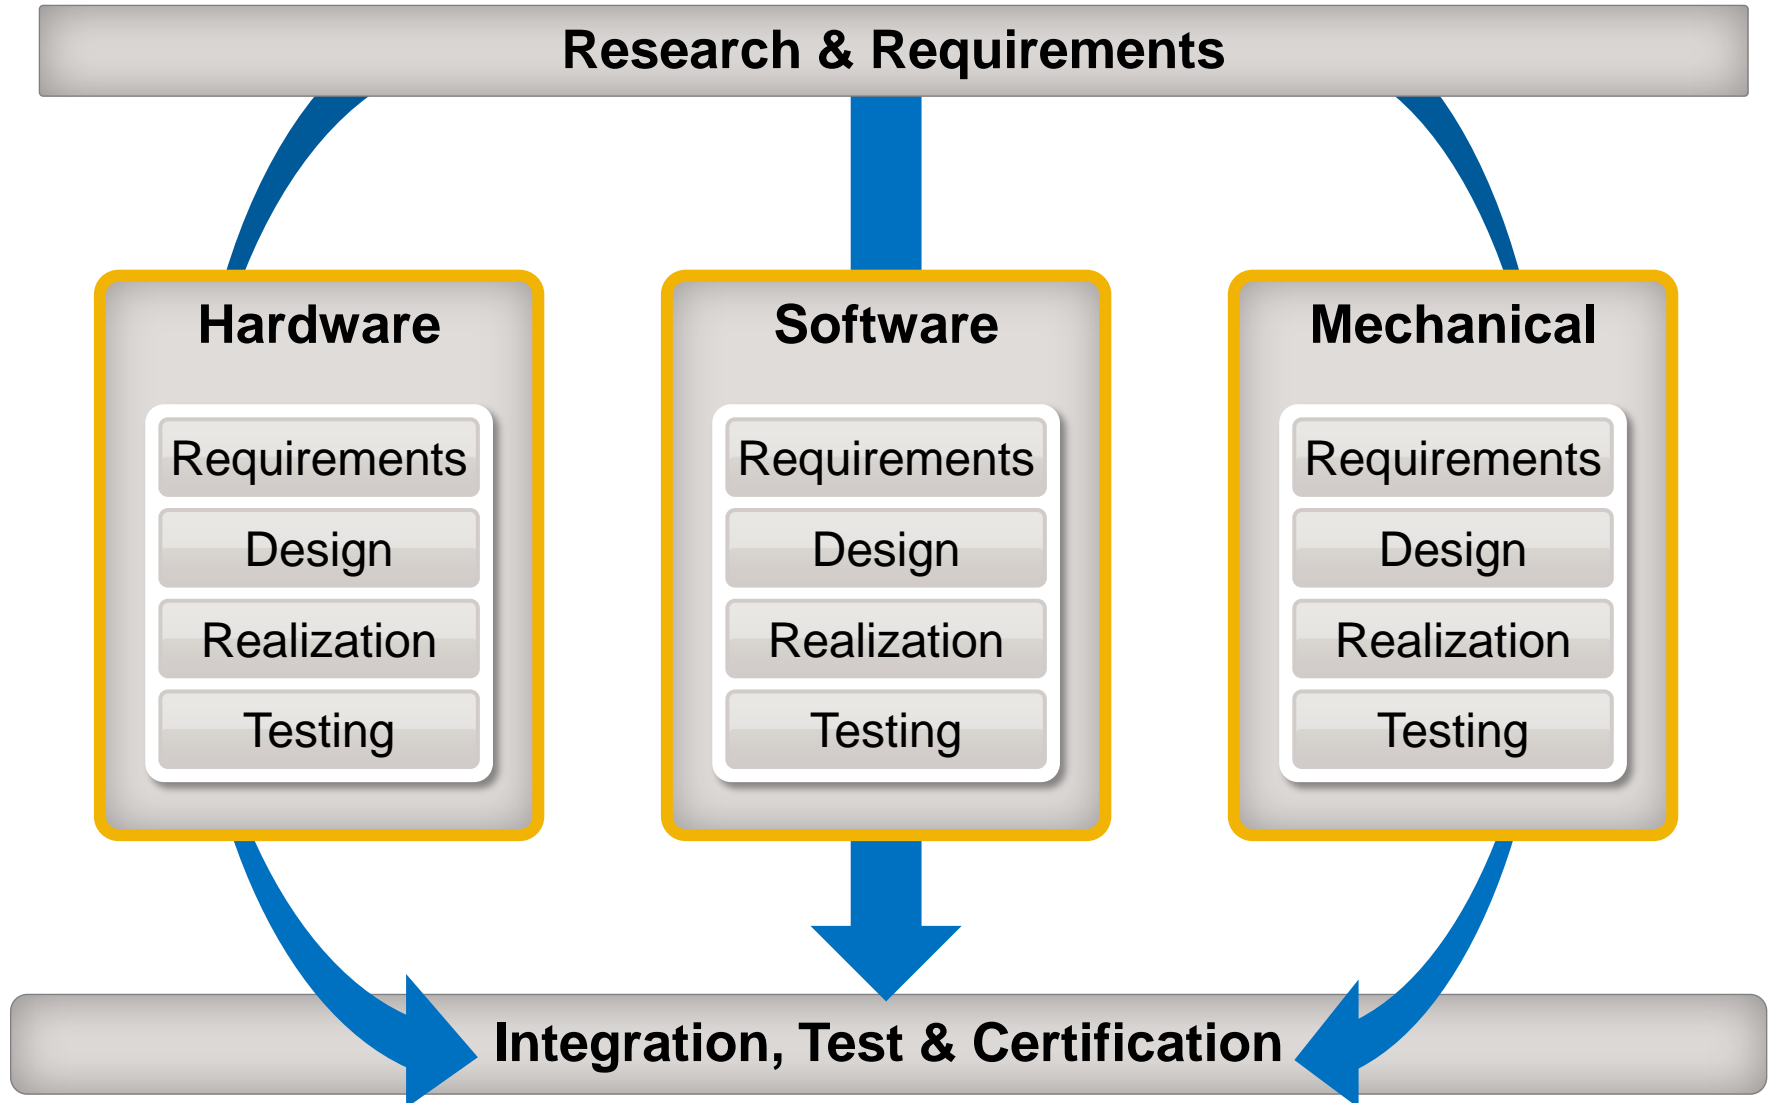 Research & Requirements
Hardware
Requirements
Design
Realization
Testing
Software
Requirements
Design
Realization
Testing
Mechanical
Requirements
Design
Realization
Testing
Integration, Test & Certification